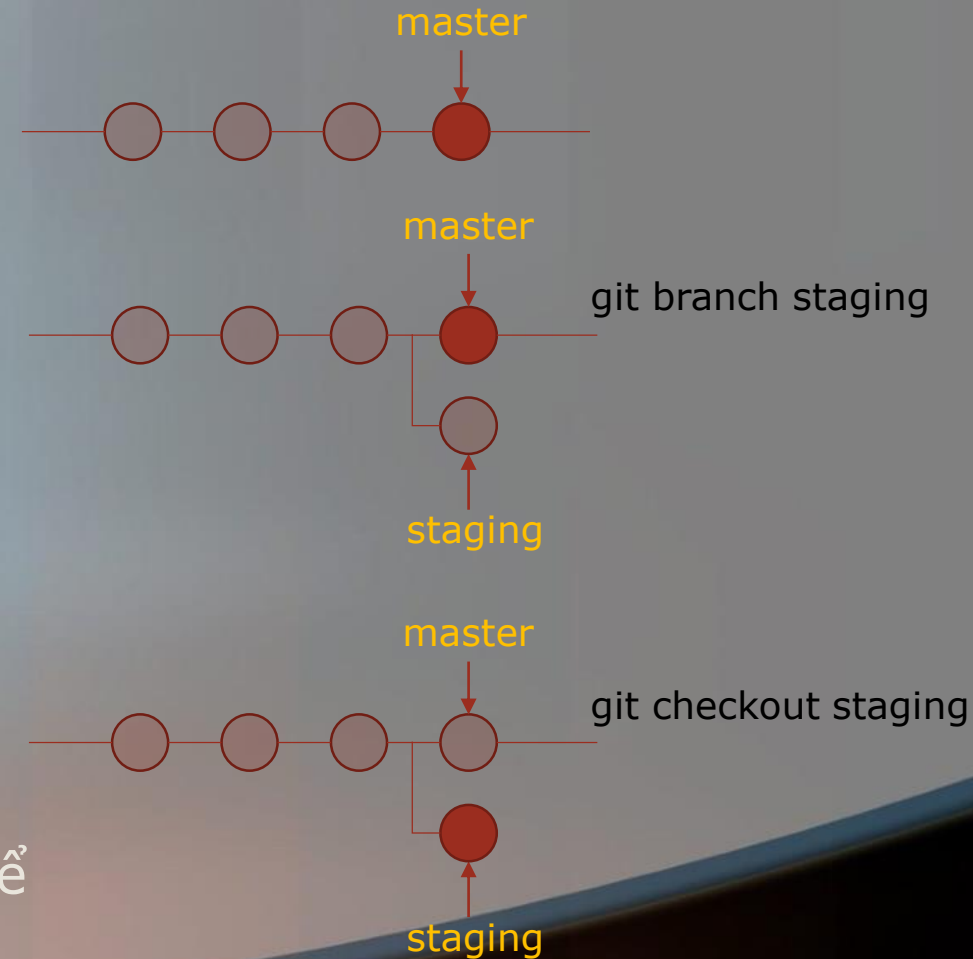 master
master
git branch staging
staging
master
git checkout staging
staging